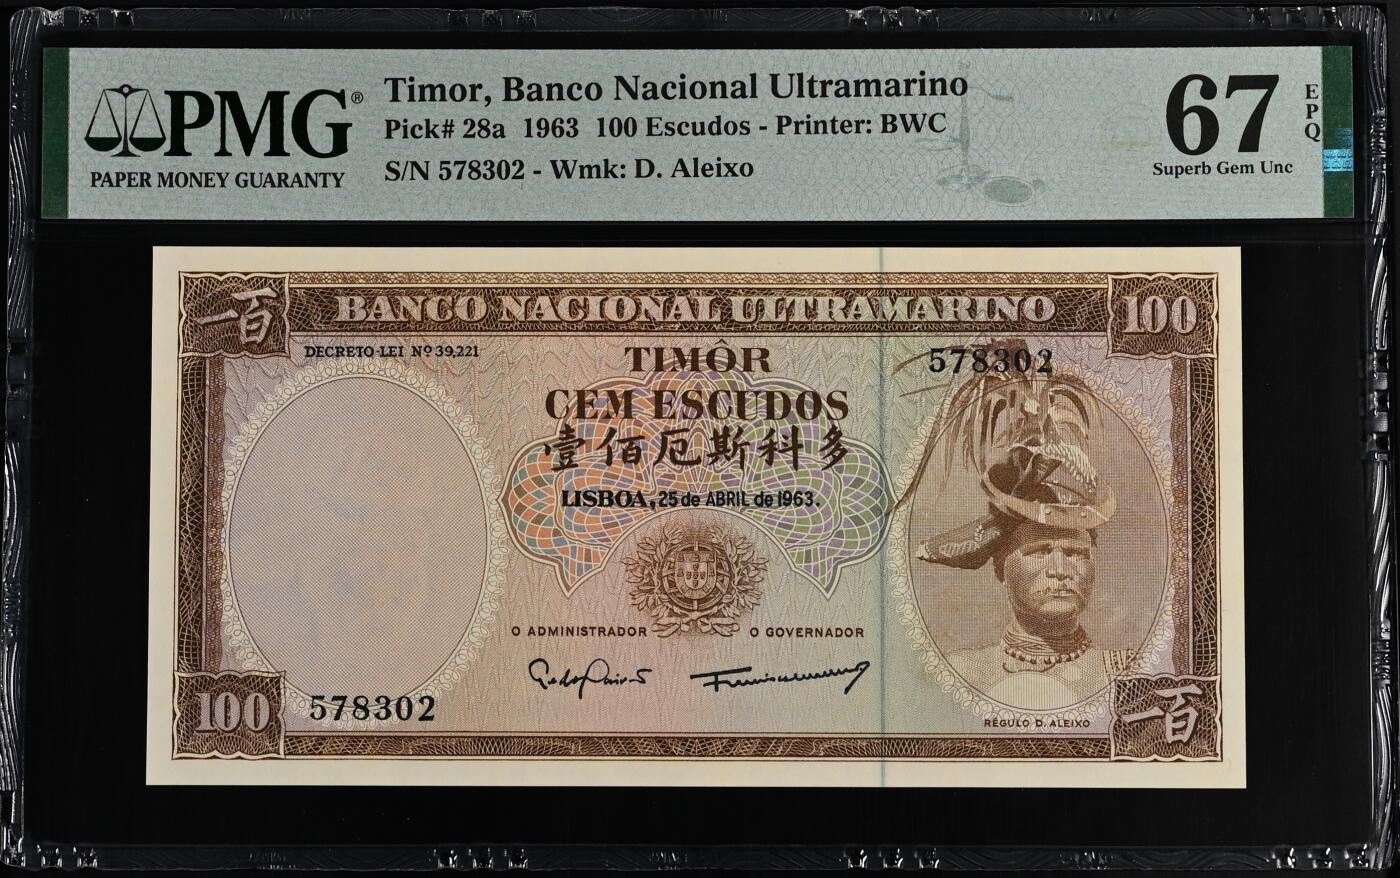 PMG®
PAPER MONEY GUARANTY
Timor, Banco Nacional Ultramarino
Pick# 28a 1963 100 Escudos - Printer: BWC
S/N 578302 - Wmk: D. Aleixo
67
EPQ
Superb Gem Unc
一百
BANCO NACIONAL ULTRAMARINO
100
DECRETO-LEI Nº 39,221
TIMÔR
578302
CEM ESCUDOS
壹佰厄斯科多
LISBOA, 25 de ABRIL de 1963.
O ADMINISTRADOR
O GOVERNADOR
100
578302
RÉGULO D. ALEIXO
一百